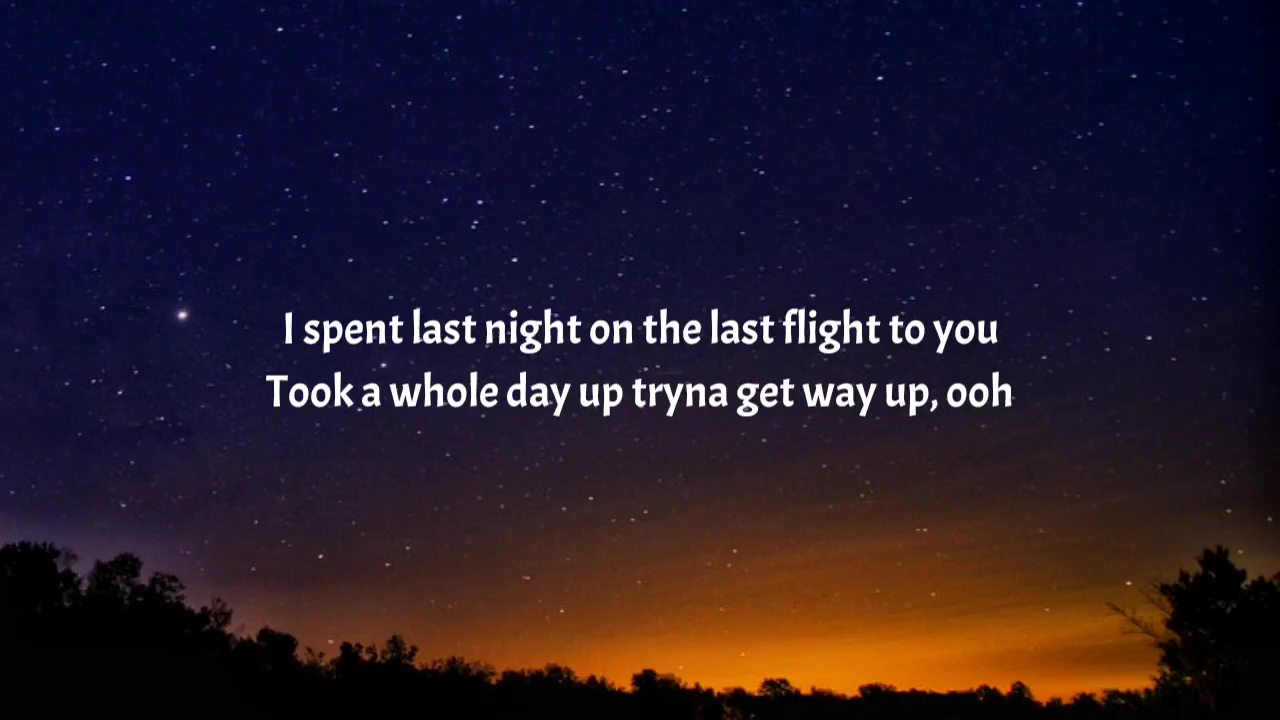 I spent last night on the last flight to you
Took a whole day up tryna get way up, ooh